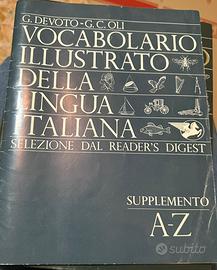 G. DEVOTO-G.C. OLI
VOCABOLARIO
ILLUSTRATO
DELLA
LINGUA
ITALIANA
SELEZIONE DAL READER'S DIGEST
SUPPLEMENTO
A-Z
subito